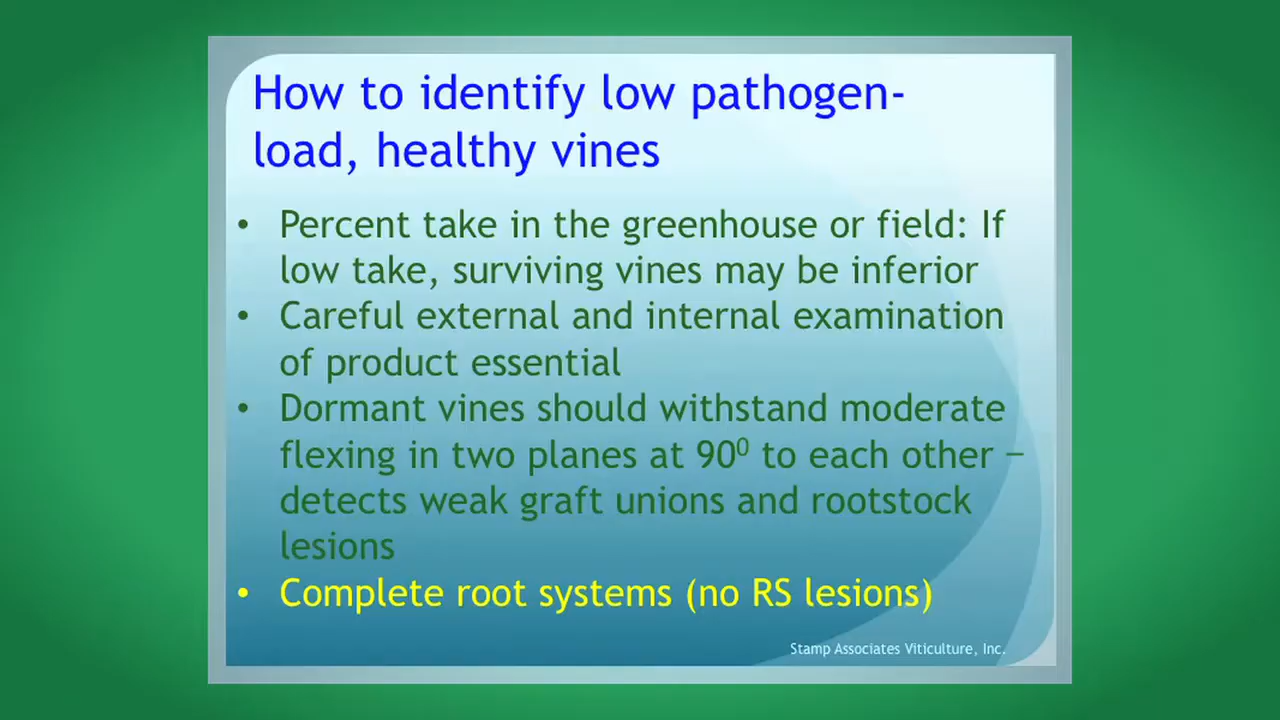 How to identify low pathogen-
load, healthy vines
• Percent take in the greenhouse or field: If
low take, surviving vines may be inferior
• Careful external and internal examination
of product essential
• Dormant vines should withstand moderate
flexing in two planes at 90⁰ to each other –
detects weak graft unions and rootstock
lesions
• Complete root systems (no RS lesions)
Stamp Associates Viticulture, Inc.